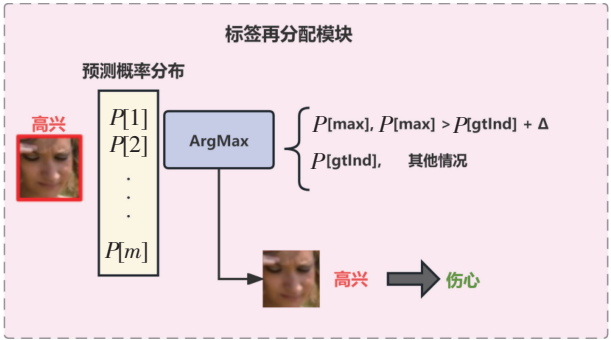 标签再分配模块
预测概率分布
高兴
P[1]
P[2]
.
.
.
P[m]
ArgMax
P[max], P[max] > P[gtInd] + Δ
P[gtInd], 其他情况
高兴
伤心